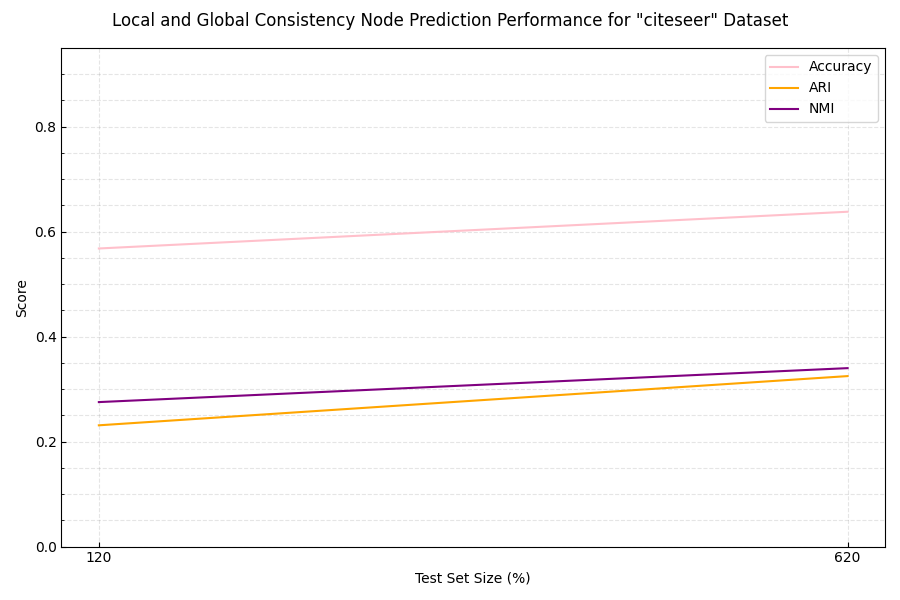 Local and Global Consistency Node Prediction Performance for "citeseer" Dataset
Accuracy
ARI
NMI
0.8
0.6
0.4
0.2
0.0
Score
120
620
Test Set Size (%)